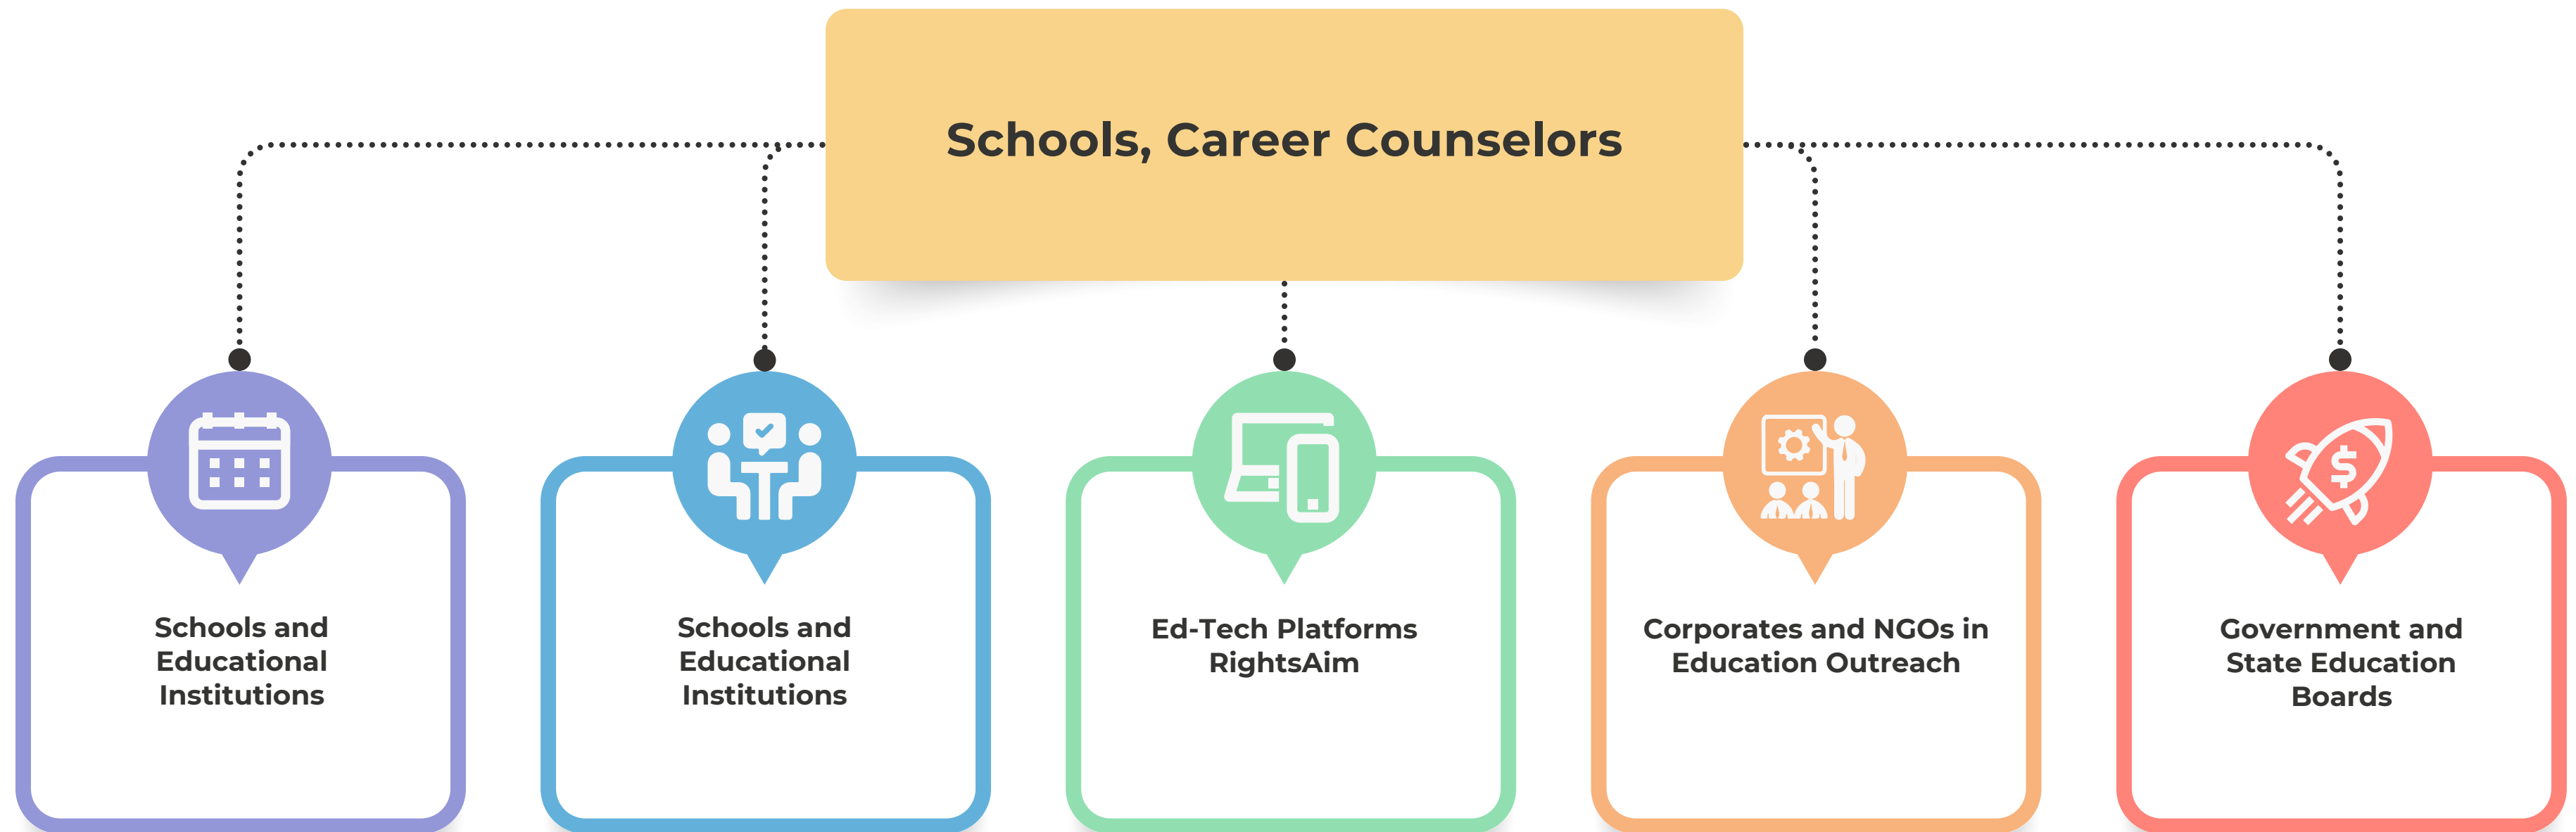 Schools, Career Counselors
Schools and
Educational
Institutions
Schools and
Educational
Institutions
Ed-Tech Platforms
RightsAim
Corporates and NGOs in
Education Outreach
Government and
State Education
Boards
$